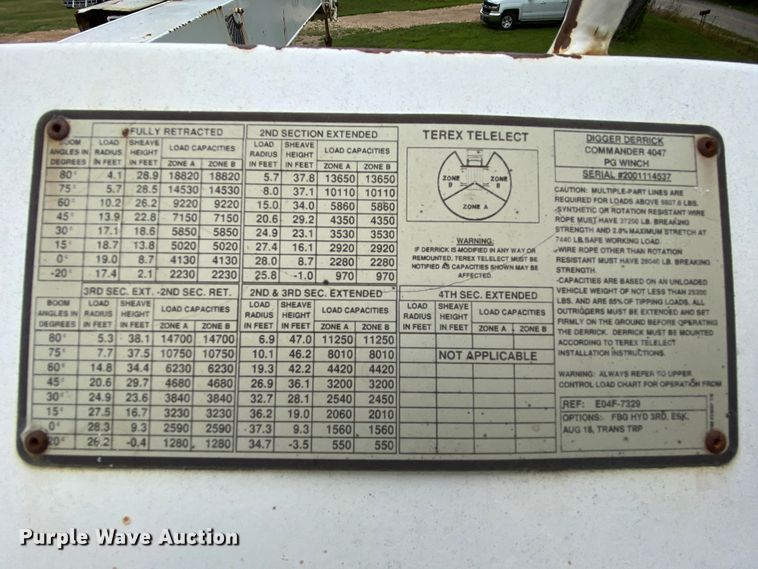 FULLY RETRACTED
BOOM ANGLES IN DEGREES LOAD RADIUS IN FEET SHEAVE HEIGHT IN FEET LOAD CAPACITIES ZONE A ZONE B
80° 4.1 28.9 18820 18820
75° 5.7 28.5 14530 14530
60° 10.2 26.2 9220 9220
45° 13.9 22.8 7150 7150
30° 17.1 18.6 5850 5850
15° 18.7 13.8 5020 5020
0° 19.0 8.7 4130 4130
-20° 17.4 2.1 2230 2230
2ND SECTION EXTENDED
LOAD RADIUS IN FEET SHEAVE HEIGHT IN FEET LOAD CAPACITIES ZONE A ZONE B
5.7 37.8 13650 13650
8.0 37.1 10110 10110
15.0 34.0 5860 5860
20.6 29.2 4350 4350
24.9 23.1 3530 3530
27.4 16.1 2920 2920
28.0 8.7 2280 2280
25.8 -1.0 970 970
3RD SEC. EXT. -2ND SEC. RET.
BOOM ANGLES IN DEGREES LOAD RADIUS IN FEET SHEAVE HEIGHT IN FEET LOAD CAPACITIES ZONE A ZONE B
80° 5.3 38.1 14700 14700
75° 7.7 37.5 10750 10750
60° 14.8 34.4 6230 6230
45° 20.6 29.7 4680 4680
30° 24.9 23.6 3840 3840
15° 27.5 16.7 3230 3230
0° 28.3 9.3 2590 2590
20° 26.2 -0.4 1280 1280
2ND & 3RD SEC. EXTENDED
LOAD RADIUS IN FEET SHEAVE HEIGHT IN FEET LOAD CAPACITIES ZONE A ZONE B
6.9 47.0 11250 11250
10.1 46.2 8010 8010
19.3 42.2 4420 4420
26.9 36.1 3200 3200
32.7 28.1 2540 2450
36.2 19.0 2060 2010
37.3 9.3 1560 1560
34.7 -3.5 550 550
TEREX TELELECT
ZONE B ZONE B
ZONE A
WARNING:
IF DERRICK IS MODIFIED IN ANY WAY OR
REMOUNTED, TEREX TELELECT MUST BE
NOTIFIED AS CAPACITIES SHOWN MAY BE
AFFECTED.
4TH SEC. EXTENDED
LOAD RADIUS IN FEET SHEAVE HEIGHT IN FEET LOAD CAPACITIES ZONE A ZONE B
NOT APPLICABLE
DIGGER DERRICK
COMMANDER 4047
PG WINCH
SERIAL #2001114537
CAUTION: MULTIPLE-PART LINES ARE
REQUIRED FOR LOADS ABOVE LBS.
-SYNTHETIC OR ROTATION RESISTANT WIRE
ROPE MUST HAVE 37200 LB. BREAKING
STRENGTH AND 2.8% MAXIMUM STRETCH AT
7440 LB.SAFE WORKING LOAD.
-WIRE ROPE OTHER THAN ROTATION
RESISTANT MUST HAVE 26040 LB. BREAKING
STRENGTH.
-CAPACITIES ARE BASED ON AN UNLOADED
VEHICLE WEIGHT OF NOT LESS THAN
LBS. AND ARE 85% OF TIPPING LOADS. ALL
OUTRIGGERS MUST BE EXTENDED AND SET
FIRMLY ON THE GROUND BEFORE OPERATING
THE DERRICK. DERRICK MUST BE MOUNTED
ACCORDING TO TEREX TELELECT
INSTALLATION INSTRUCTIONS.
WARNING: ALWAYS REFER TO UPPER
CONTROL LOAD CHART FOR OPERATION FROM
REF: E04F-7329
OPTIONS: FBG HYD 3RD, ESK,
AUG 18, TRANS TRP
Purple Wave Auction